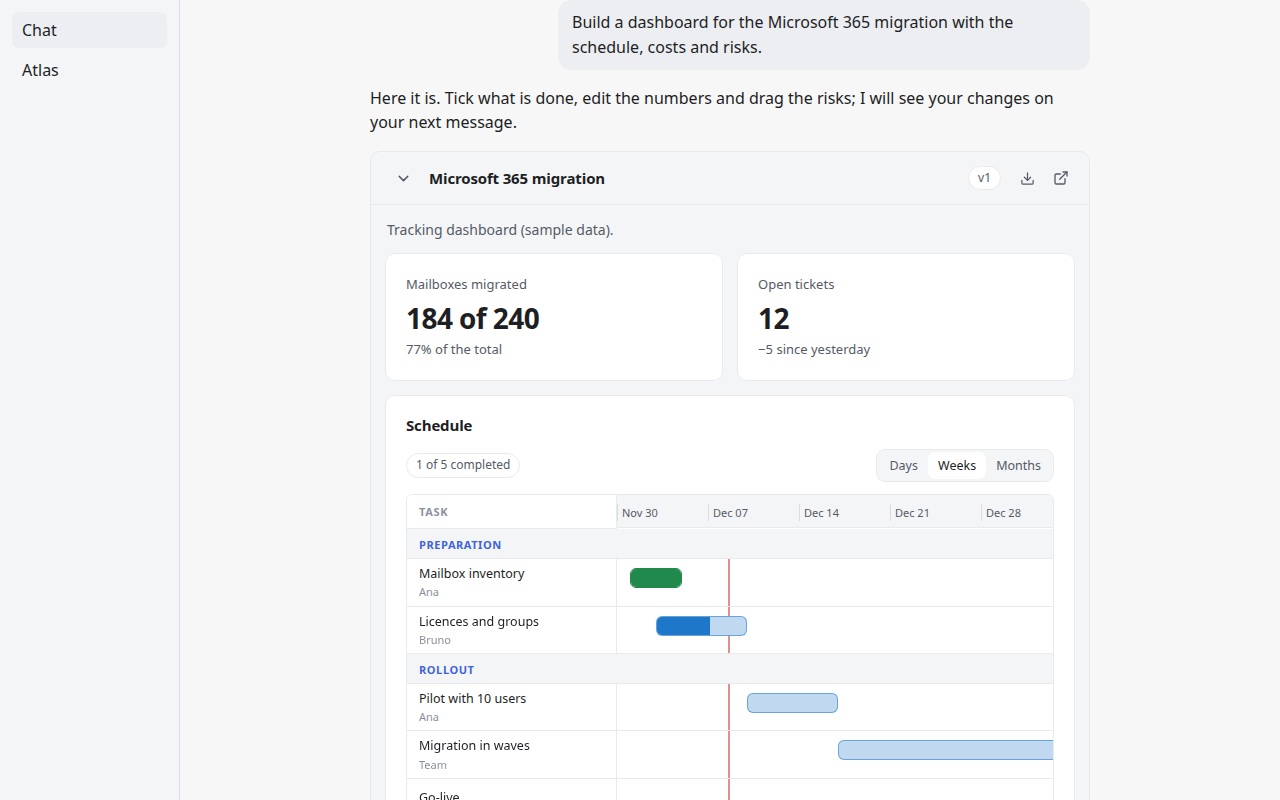 Chat
Atlas
Build a dashboard for the Microsoft 365 migration with the
schedule, costs and risks.
Here it is. Tick what is done, edit the numbers and drag the risks; I will see your changes on
your next message.
Microsoft 365 migration
v1
Tracking dashboard (sample data).
Mailboxes migrated
184 of 240
77% of the total
Open tickets
12
−5 since yesterday
Schedule
1 of 5 completed
Days Weeks Months
TASK
Nov 30 Dec 07 Dec 14 Dec 21 Dec 28
PREPARATION
Mailbox inventory
Ana
Licences and groups
Bruno
ROLLOUT
Pilot with 10 users
Ana
Migration in waves
Team
Go-live